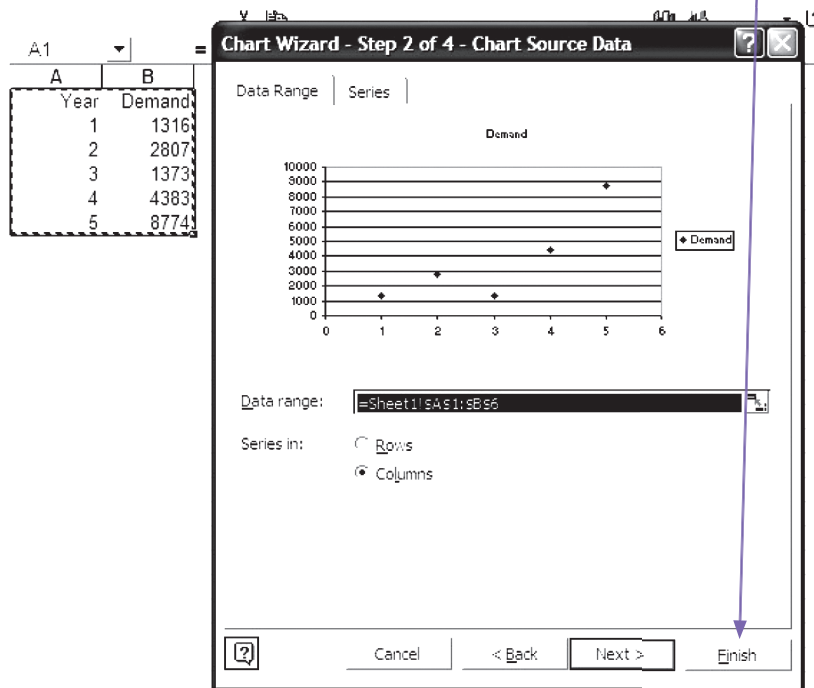 A1 =
Chart Wizard - Step 2 of 4 - Chart Source Data
A B
Year Demand
1 1316
2 2807
3 1373
4 4383
5 8774
Data Range Series
Demand
10000
9000
8000
7000
6000
5000
4000
3000
2000
1000
0
0 1 2 3 4 5 6
Demand
Data range: =Sheet1!$A$1:$B$6
Series in: Rows
Columns
Cancel < Back Next > Finish